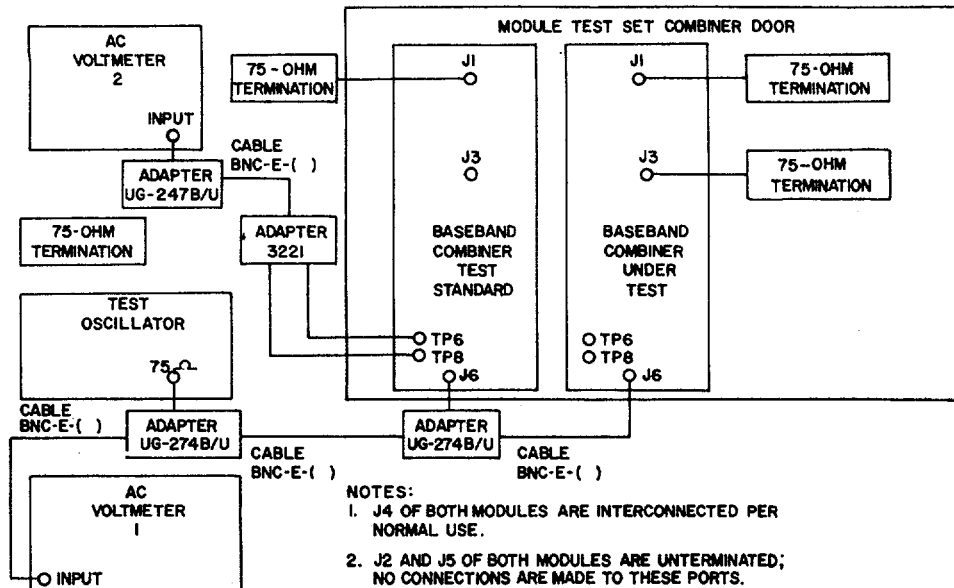 MODULE TEST SET COMBINER DOOR
AC
VOLTMETER
2
INPUT
75-OHM
TERMINATION
J1
J1
75-OHM
TERMINATION
CABLE
BNC-E-( )
ADAPTER
UG-247B/U
J3
J3
75-OHM
TERMINATION
75-OHM
TERMINATION
ADAPTER
3221
BASEBAND
COMBINER
TEST
STANDARD
BASEBAND
COMBINER
UNDER
TEST
TEST
OSCILLATOR
75Ω
TP6
TP8
J6
TP6
TP8
J6
CABLE
BNC-E-( )
ADAPTER
UG-274B/U
CABLE
BNC-E-( )
ADAPTER
UG-274B/U
CABLE
BNC-E-( )
AC
VOLTMETER
1
INPUT
NOTES:
1. J4 OF BOTH MODULES ARE INTERCONNECTED PER
NORMAL USE.
2. J2 AND J5 OF BOTH MODULES ARE UNTERMINATED;
NO CONNECTIONS ARE MADE TO THESE PORTS.